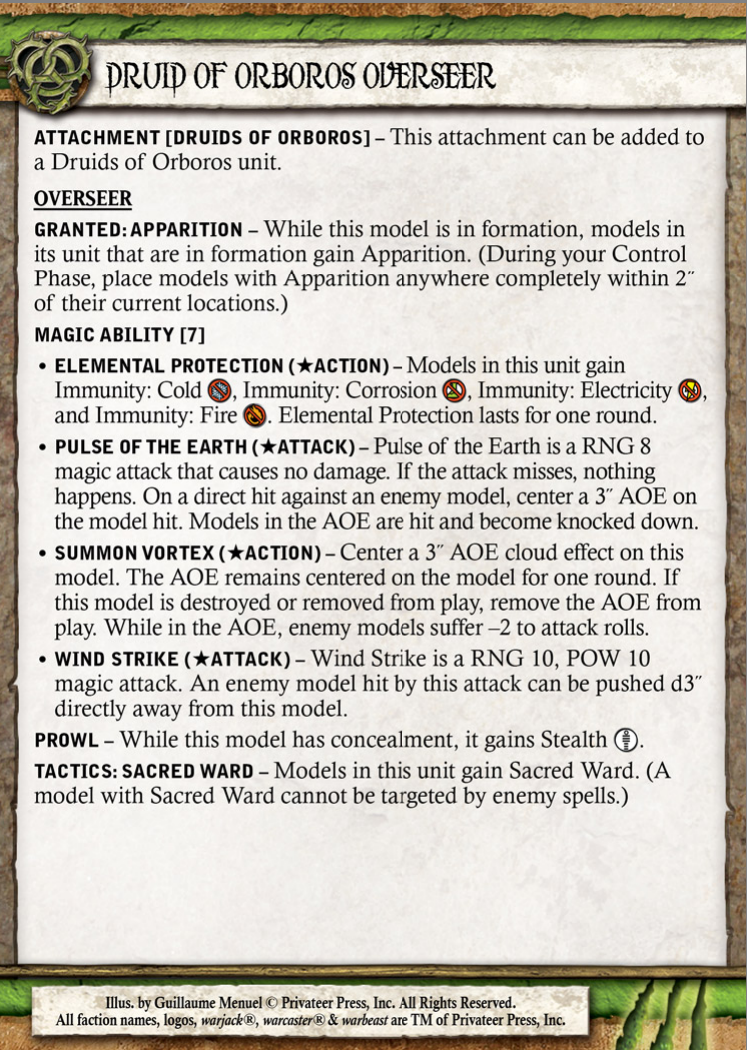 DRUID OF ORBOROS OVERSEER
ATTACHMENT [DRUIDS OF ORBOROS] – This attachment can be added to
a Druids of Orboros unit.
OVERSEER
GRANTED: APPARITION – While this model is in formation, models in
its unit that are in formation gain Apparition. (During your Control
Phase, place models with Apparition anywhere completely within 2″
of their current locations.)
MAGIC ABILITY [7]
• ELEMENTAL PROTECTION (★ACTION) – Models in this unit gain
Immunity: Cold , Immunity: Corrosion , Immunity: Electricity ,
and Immunity: Fire . Elemental Protection lasts for one round.
• PULSE OF THE EARTH (★ATTACK) – Pulse of the Earth is a RNG 8
magic attack that causes no damage. If the attack misses, nothing
happens. On a direct hit against an enemy model, center a 3″ AOE on
the model hit. Models in the AOE are hit and become knocked down.
• SUMMON VORTEX (★ACTION) – Center a 3″ AOE cloud effect on this
model. The AOE remains centered on the model for one round. If
this model is destroyed or removed from play, remove the AOE from
play. While in the AOE, enemy models suffer –2 to attack rolls.
• WIND STRIKE (★ATTACK) – Wind Strike is a RNG 10, POW 10
magic attack. An enemy model hit by this attack can be pushed d3″
directly away from this model.
PROWL – While this model has concealment, it gains Stealth .
TACTICS: SACRED WARD – Models in this unit gain Sacred Ward. (A
model with Sacred Ward cannot be targeted by enemy spells.)
Illus. by Guillaume Menuel © Privateer Press, Inc. All Rights Reserved.
All faction names, logos, warjack®, warcaster® & warbeast are TM of Privateer Press, Inc.